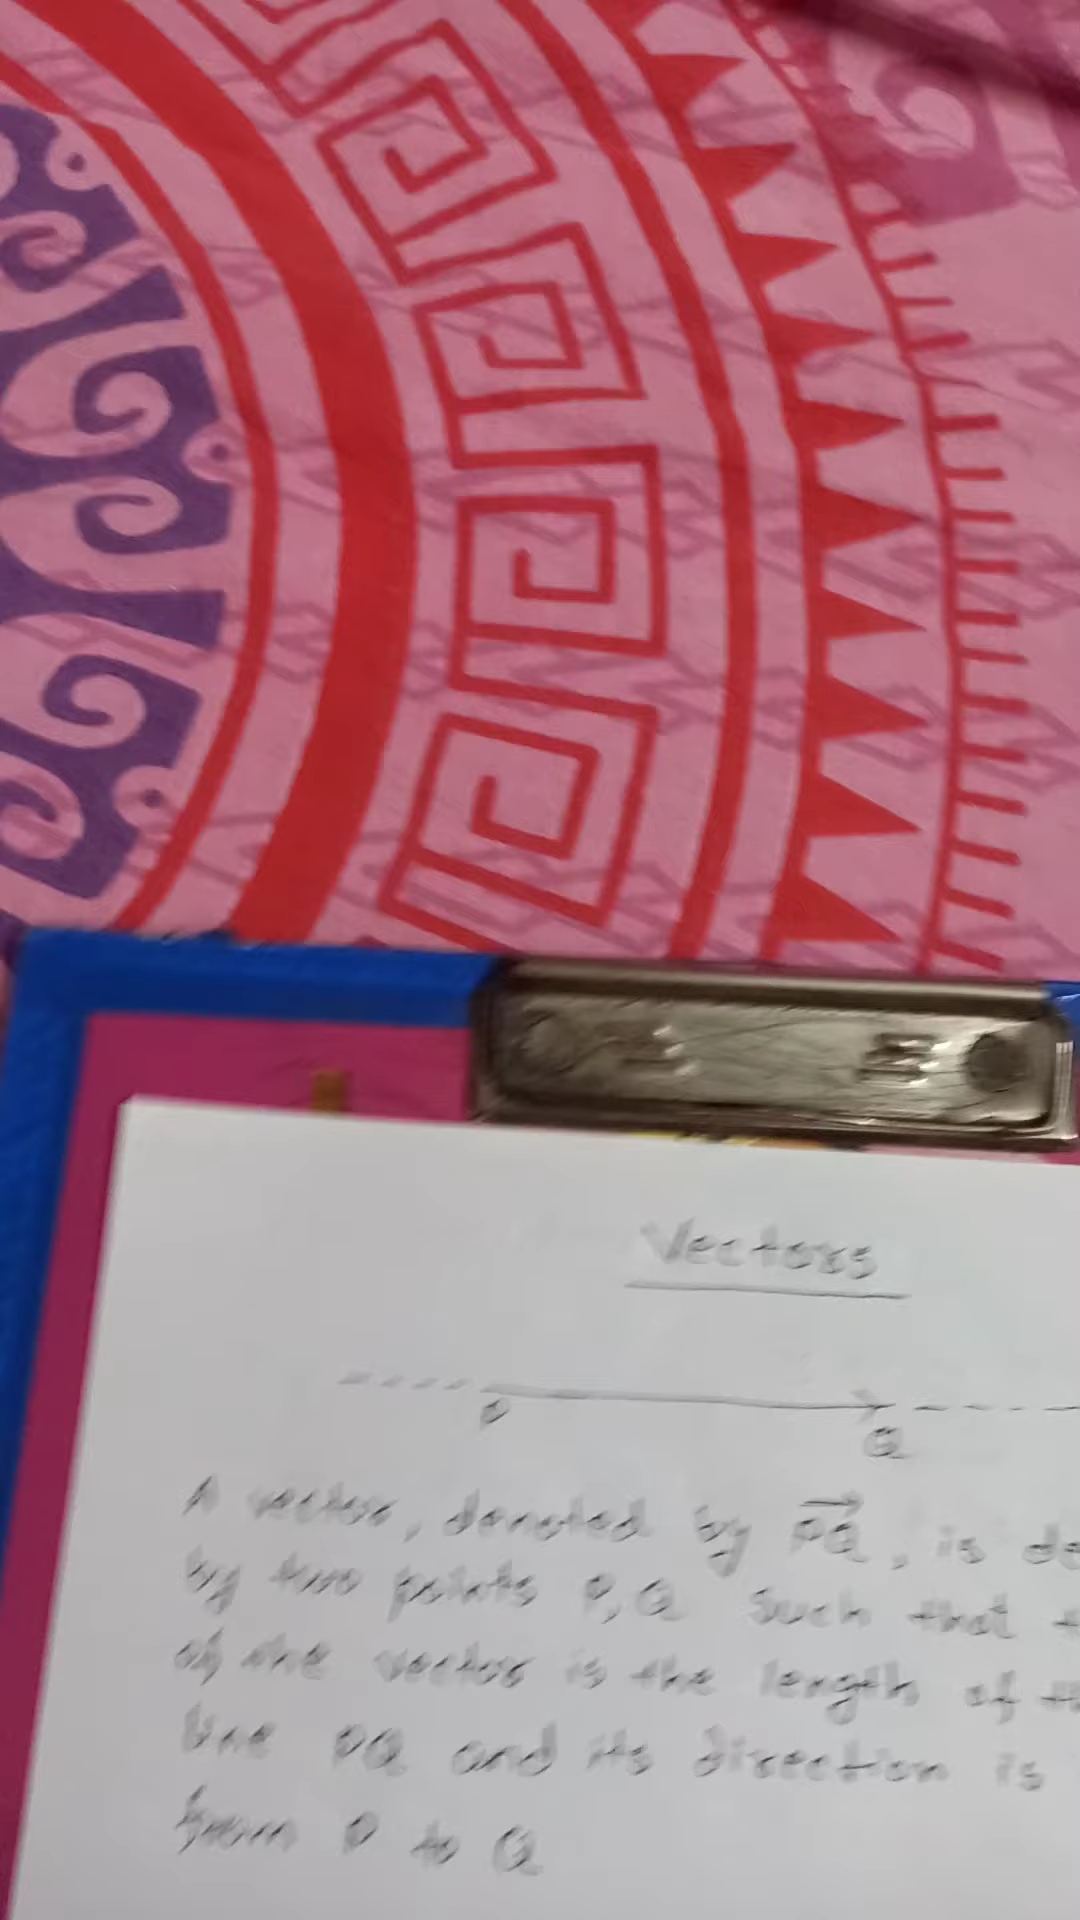 Vectors
P
Q
A vector, denoted by PQ, is de
by two points P, Q such that t
of the vector is the length of th
line PQ and its direction is
from P to Q